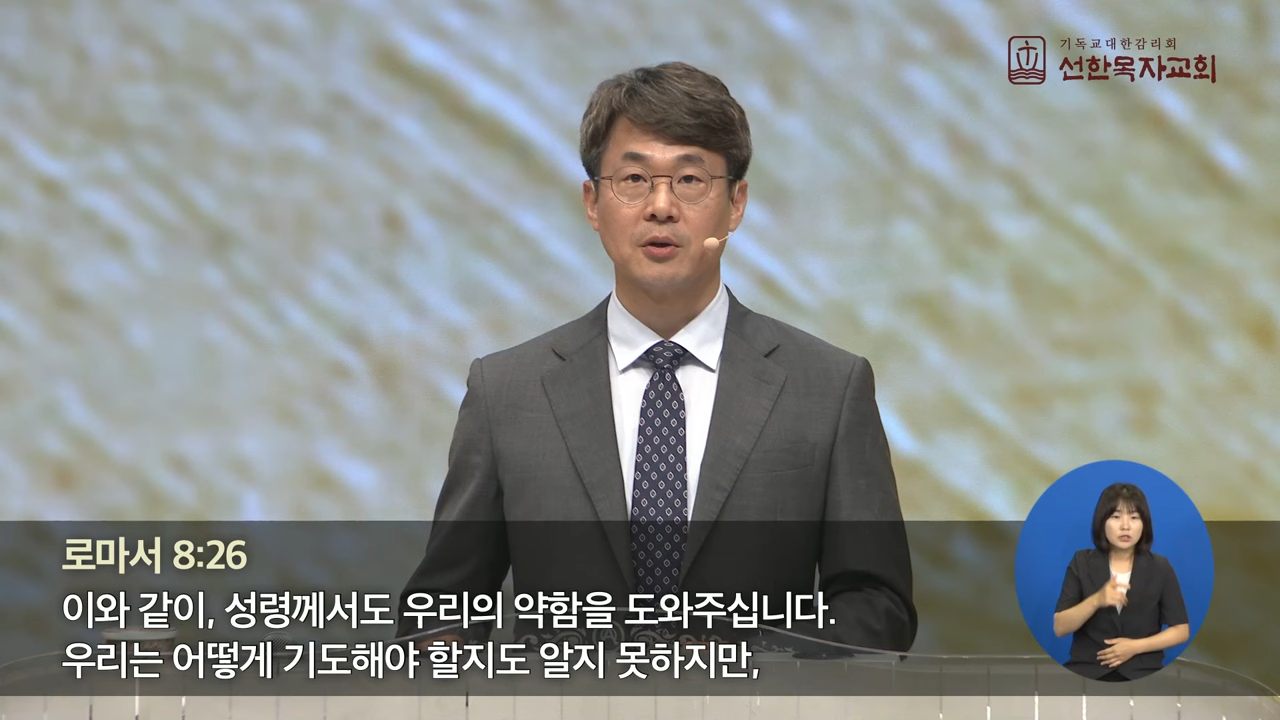 기독교대한감리회
선한목자교회
로마서 8:26
이와 같이, 성령께서도 우리의 약함을 도와주십니다.
우리는 어떻게 기도해야 할지도 알지 못하지만,